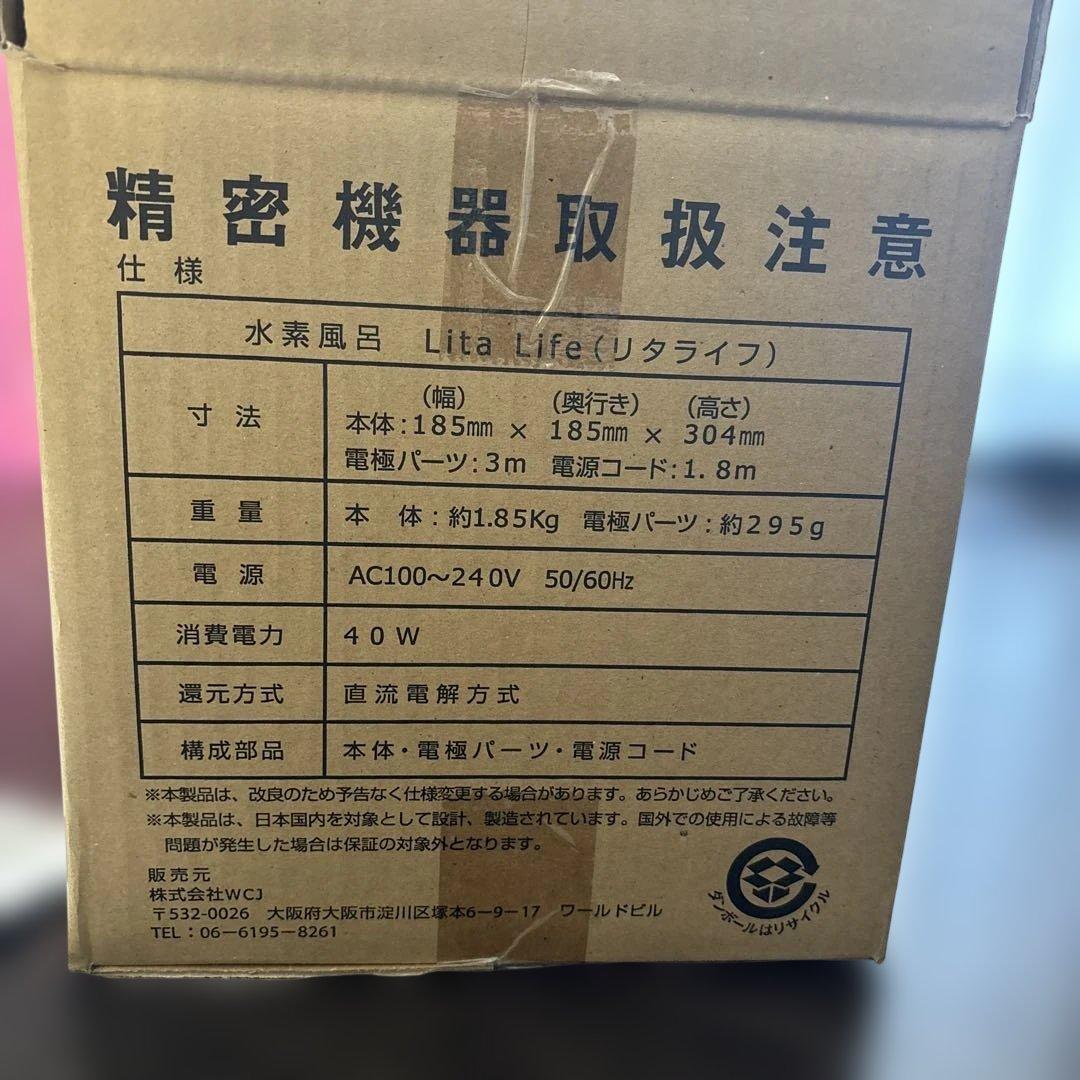 精密機器取扱注意
仕様
水素風呂 Lita Life(リタライフ)
寸法
(幅) (奥行き) (高さ)
本体:185㎜ × 185㎜ × 304㎜
電極パーツ:3m 電源コード:1.8m
重量 本体:約1.85Kg 電極パーツ:約295g
電源 AC100～240V 50/60Hz
消費電力 40W
還元方式 直流電解方式
構成部品 本体・電極パーツ・電源コード
※本製品は、改良のため予告なく仕様変更する場合があります。あらかじめご了承ください。
※本製品は、日本国内を対象として設計、製造されています。国外での使用による故障等
問題が発生した場合は保証の対象外となります。
販売元
株式会社WCJ
〒532-0026 大阪府大阪市淀川区塚本6－9－17 ワールドビル
TEL：06－6195－8261
ダンボールはリサイクル